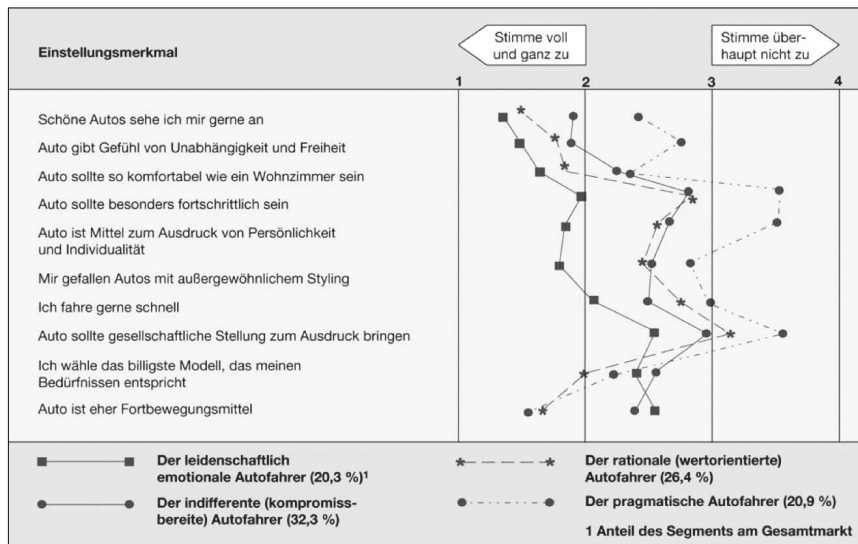 Einstellungsmerkmal
Stimme voll
und ganz zu
Stimme über-
haupt nicht zu
1
2
3
4
Schöne Autos sehe ich mir gerne an
Auto gibt Gefühl von Unabhängigkeit und Freiheit
Auto sollte so komfortabel wie ein Wohnzimmer sein
Auto sollte besonders fortschrittlich sein
Auto ist Mittel zum Ausdruck von Persönlichkeit
und Individualität
Mir gefallen Autos mit außergewöhnlichem Styling
Ich fahre gerne schnell
Auto sollte gesellschaftliche Stellung zum Ausdruck bringen
Ich wähle das billigste Modell, das meinen
Bedürfnissen entspricht
Auto ist eher Fortbewegungsmittel
Der leidenschaftlich
emotionale Autofahrer (20,3 %)¹
Der indifferente (kompromiss-
bereite) Autofahrer (32,3 %)
Der rationale (wertorientierte)
Autofahrer (26,4 %)
Der pragmatische Autofahrer (20,9 %)
1 Anteil des Segments am Gesamtmarkt